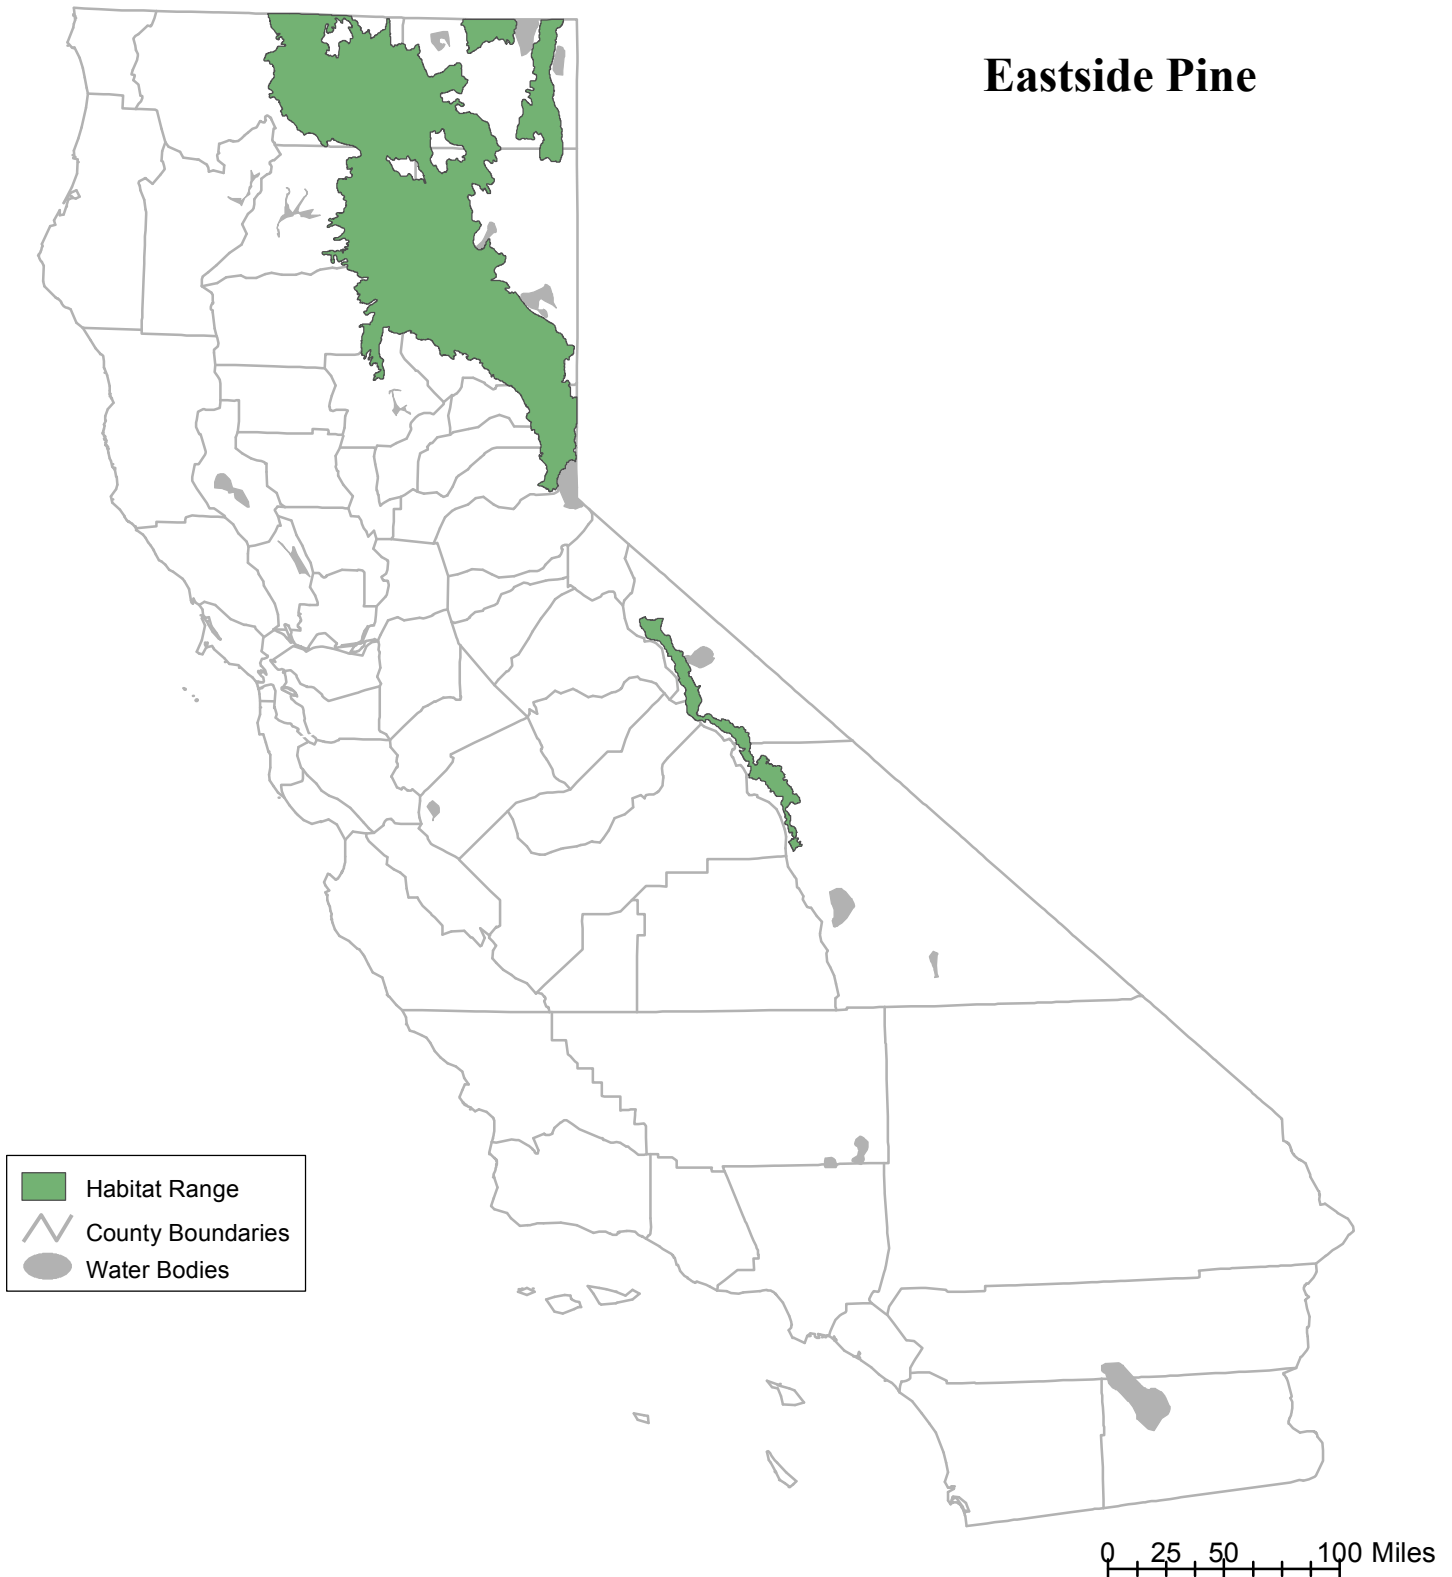 Eastside Pine
Habitat Range
County Boundaries
Water Bodies
0 25 50 100 Miles